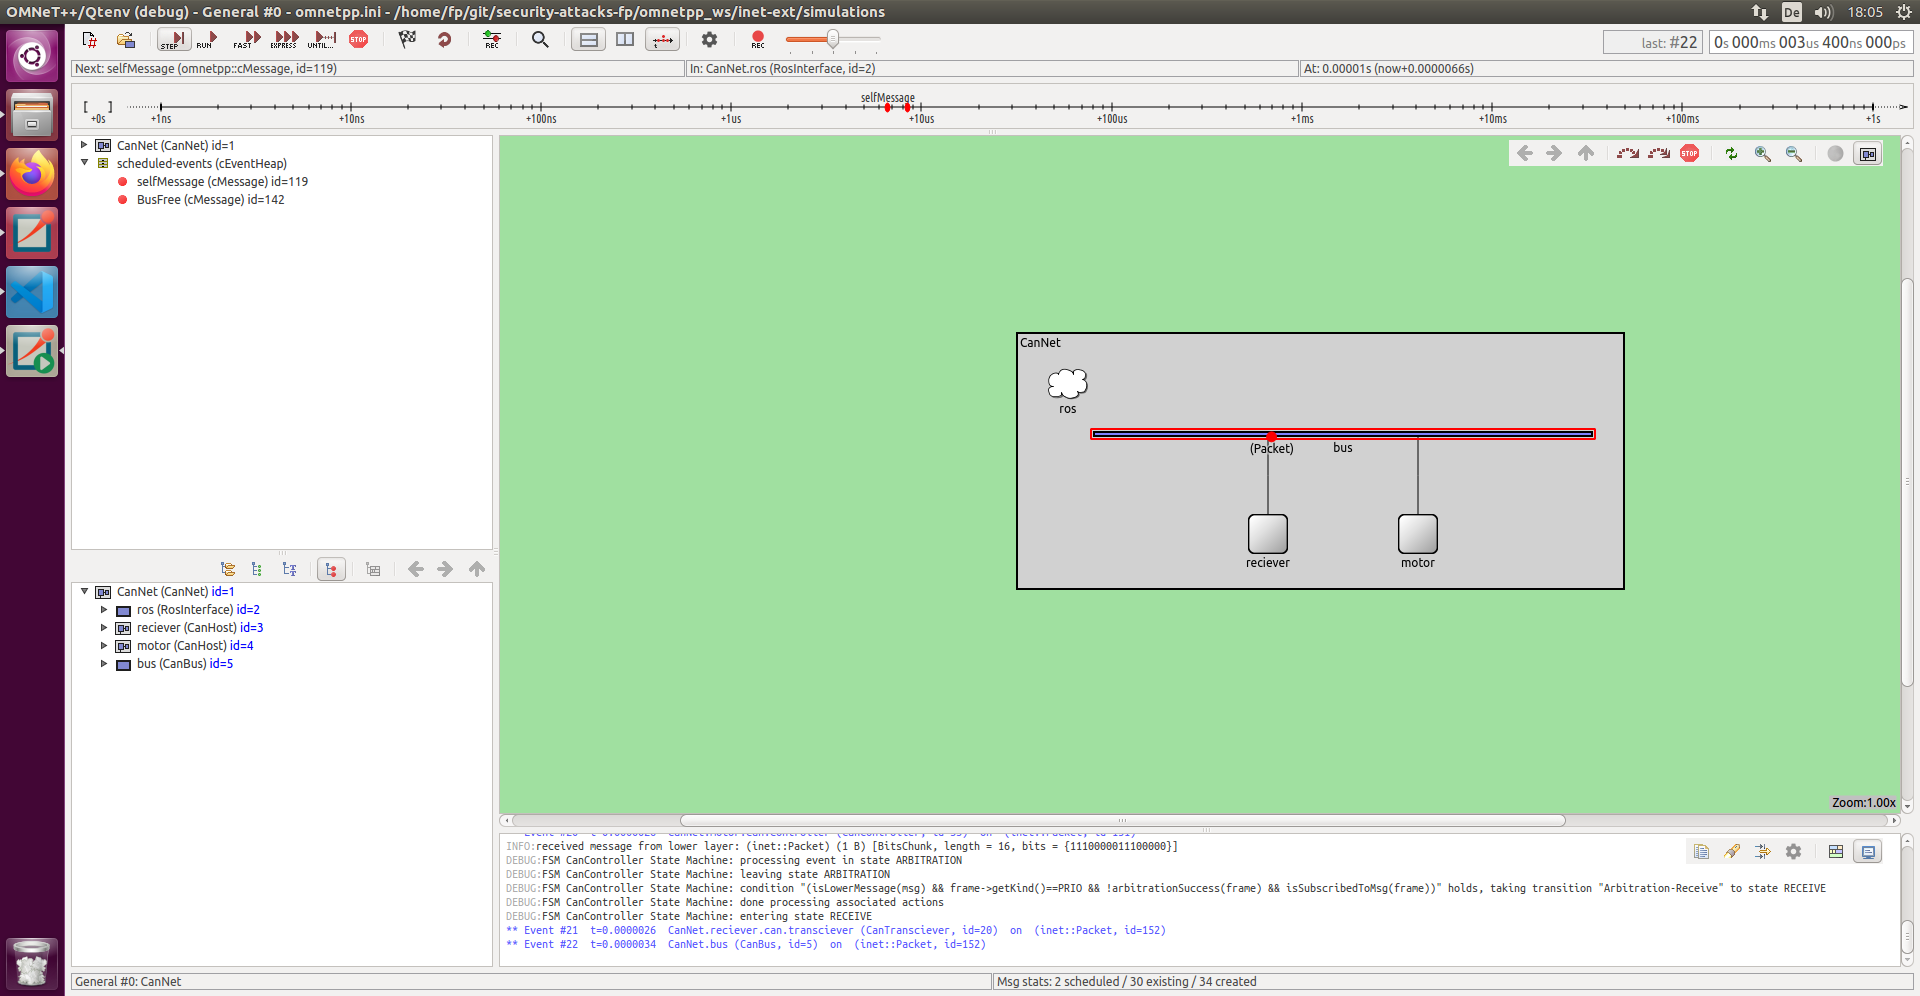 OMNeT++/Qtenv (debug) - General #0 - omnetpp.ini - /home/fp/git/security-attacks-fp/omnetpp_ws/inet-ext/simulations
De 18:05
STEP RUN FAST EXPRESS UNTIL... STOP REC REC
last: #22 0s 000ms 003us 400ns 000ps
Next: selfMessage (omnetpp::cMessage, id=119) In: CanNet.ros (RosInterface, id=2) At: 0.00001s (now+0.0000066s)
selfMessage
[ ]
+0s +1ns +10ns +100ns +1us +10us +100us +1ms +10ms +100ms +1s
CanNet (CanNet) id=1
scheduled-events (cEventHeap)
selfMessage (cMessage) id=119
BusFree (cMessage) id=142
STOP
CanNet
ros
(Packet) bus
reciever motor
Zoom:1.00x
CanNet (CanNet) id=1
ros (RosInterface) id=2
reciever (CanHost) id=3
motor (CanHost) id=4
bus (CanBus) id=5
INFO:received message from lower layer: (inet::Packet) (1 B) [BitsChunk, length = 16, bits = {1110000011100000}]
DEBUG:FSM CanController State Machine: processing event in state ARBITRATION
DEBUG:FSM CanController State Machine: leaving state ARBITRATION
DEBUG:FSM CanController State Machine: condition "(isLowerMessage(msg) && frame->getKind()==PRIO && !arbitrationSuccess(frame) && isSubscribedToMsg(frame))" holds, taking transition "Arbitration-Receive" to state RECEIVE
DEBUG:FSM CanController State Machine: done processing associated actions
DEBUG:FSM CanController State Machine: entering state RECEIVE
** Event #21 t=0.0000026 CanNet.reciever.can.transciever (CanTransciever, id=20) on (inet::Packet, id=152)
** Event #22 t=0.0000034 CanNet.bus (CanBus, id=5) on (inet::Packet, id=152)
General #0: CanNet Msg stats: 2 scheduled / 30 existing / 34 created